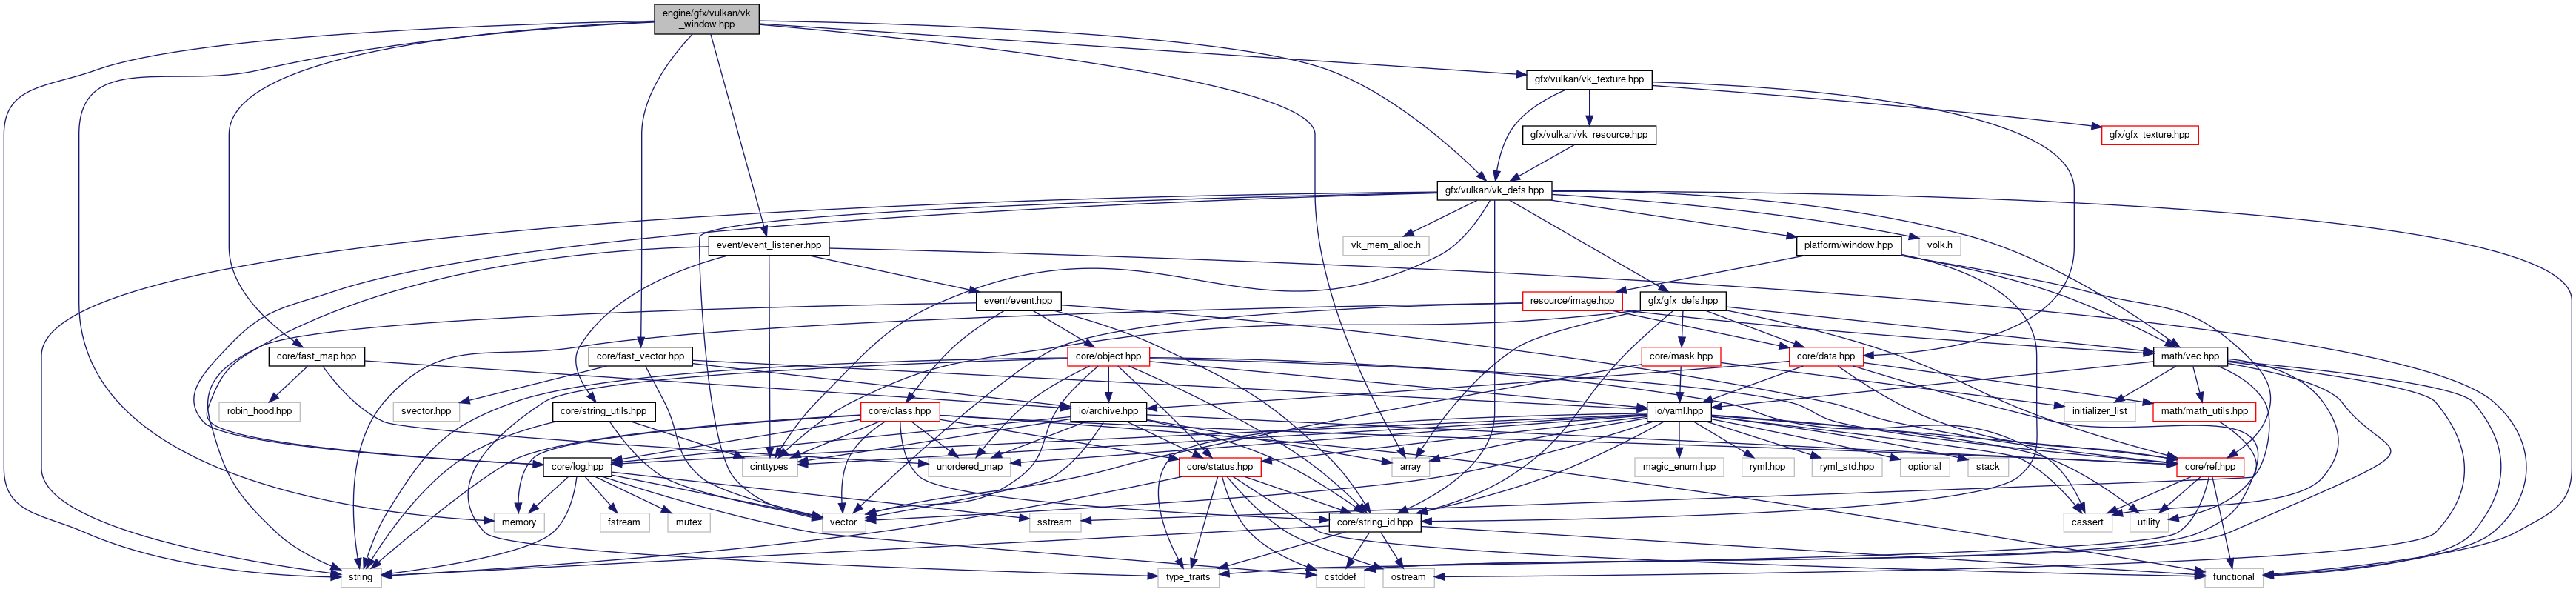 engine/gfx/vulkan/vk
_window.hpp
gfx/vulkan/vk_texture.hpp
gfx/vulkan/vk_resource.hpp
gfx/gfx_texture.hpp
gfx/vulkan/vk_defs.hpp
event/event_listener.hpp
vk_mem_alloc.h
platform/window.hpp
volk.h
event/event.hpp
resource/image.hpp
gfx/gfx_defs.hpp
core/fast_map.hpp
core/fast_vector.hpp
core/object.hpp
core/mask.hpp
core/data.hpp
math/vec.hpp
robin_hood.hpp
svector.hpp
core/string_utils.hpp
core/class.hpp
io/archive.hpp
io/yaml.hpp
initializer_list
math/math_utils.hpp
core/log.hpp
cinttypes
unordered_map
core/status.hpp
array
magic_enum.hpp
ryml.hpp
ryml_std.hpp
optional
stack
core/ref.hpp
memory
fstream
mutex
vector
sstream
core/string_id.hpp
cassert
utility
string
type_traits
cstddef
ostream
functional